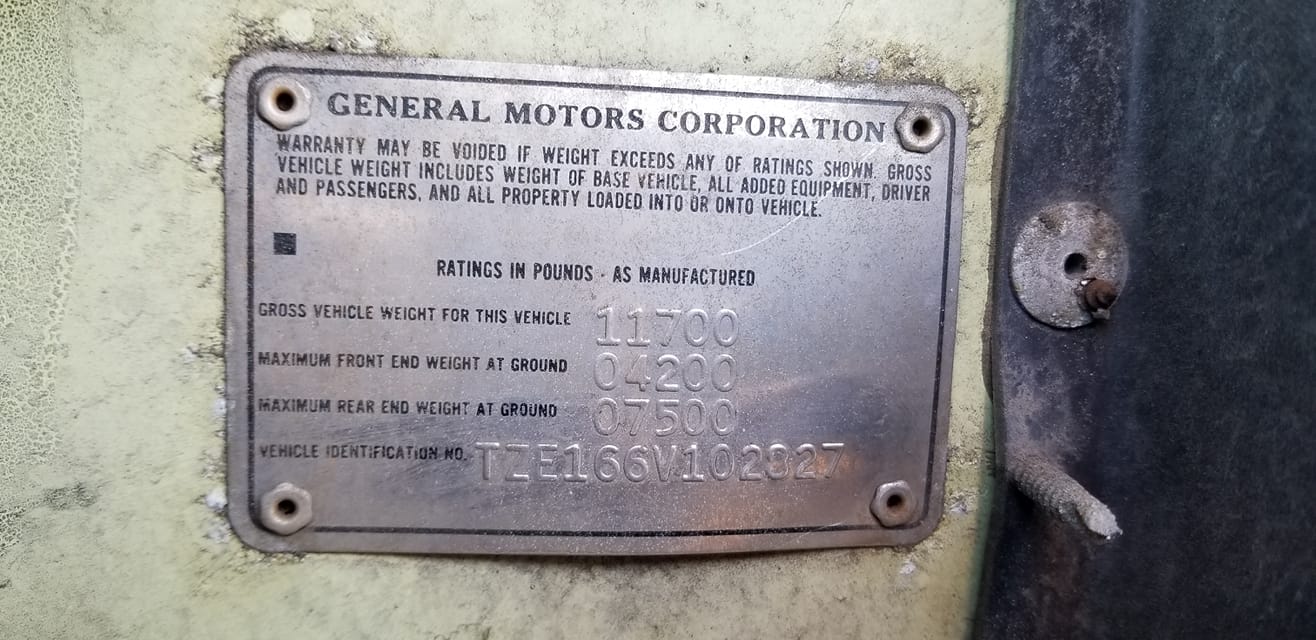 GENERAL MOTORS CORPORATION
WARRANTY MAY BE VOIDED IF WEIGHT EXCEEDS ANY OF RATINGS SHOWN. GROSS
VEHICLE WEIGHT INCLUDES WEIGHT OF BASE VEHICLE, ALL ADDED EQUIPMENT, DRIVER
AND PASSENGERS, AND ALL PROPERTY LOADED INTO OR ONTO VEHICLE.
RATINGS IN POUNDS - AS MANUFACTURED
GROSS VEHICLE WEIGHT FOR THIS VEHICLE 11700
MAXIMUM FRONT END WEIGHT AT GROUND 04200
MAXIMUM REAR END WEIGHT AT GROUND 07500
VEHICLE IDENTIFICATION NO. TZE166V102827